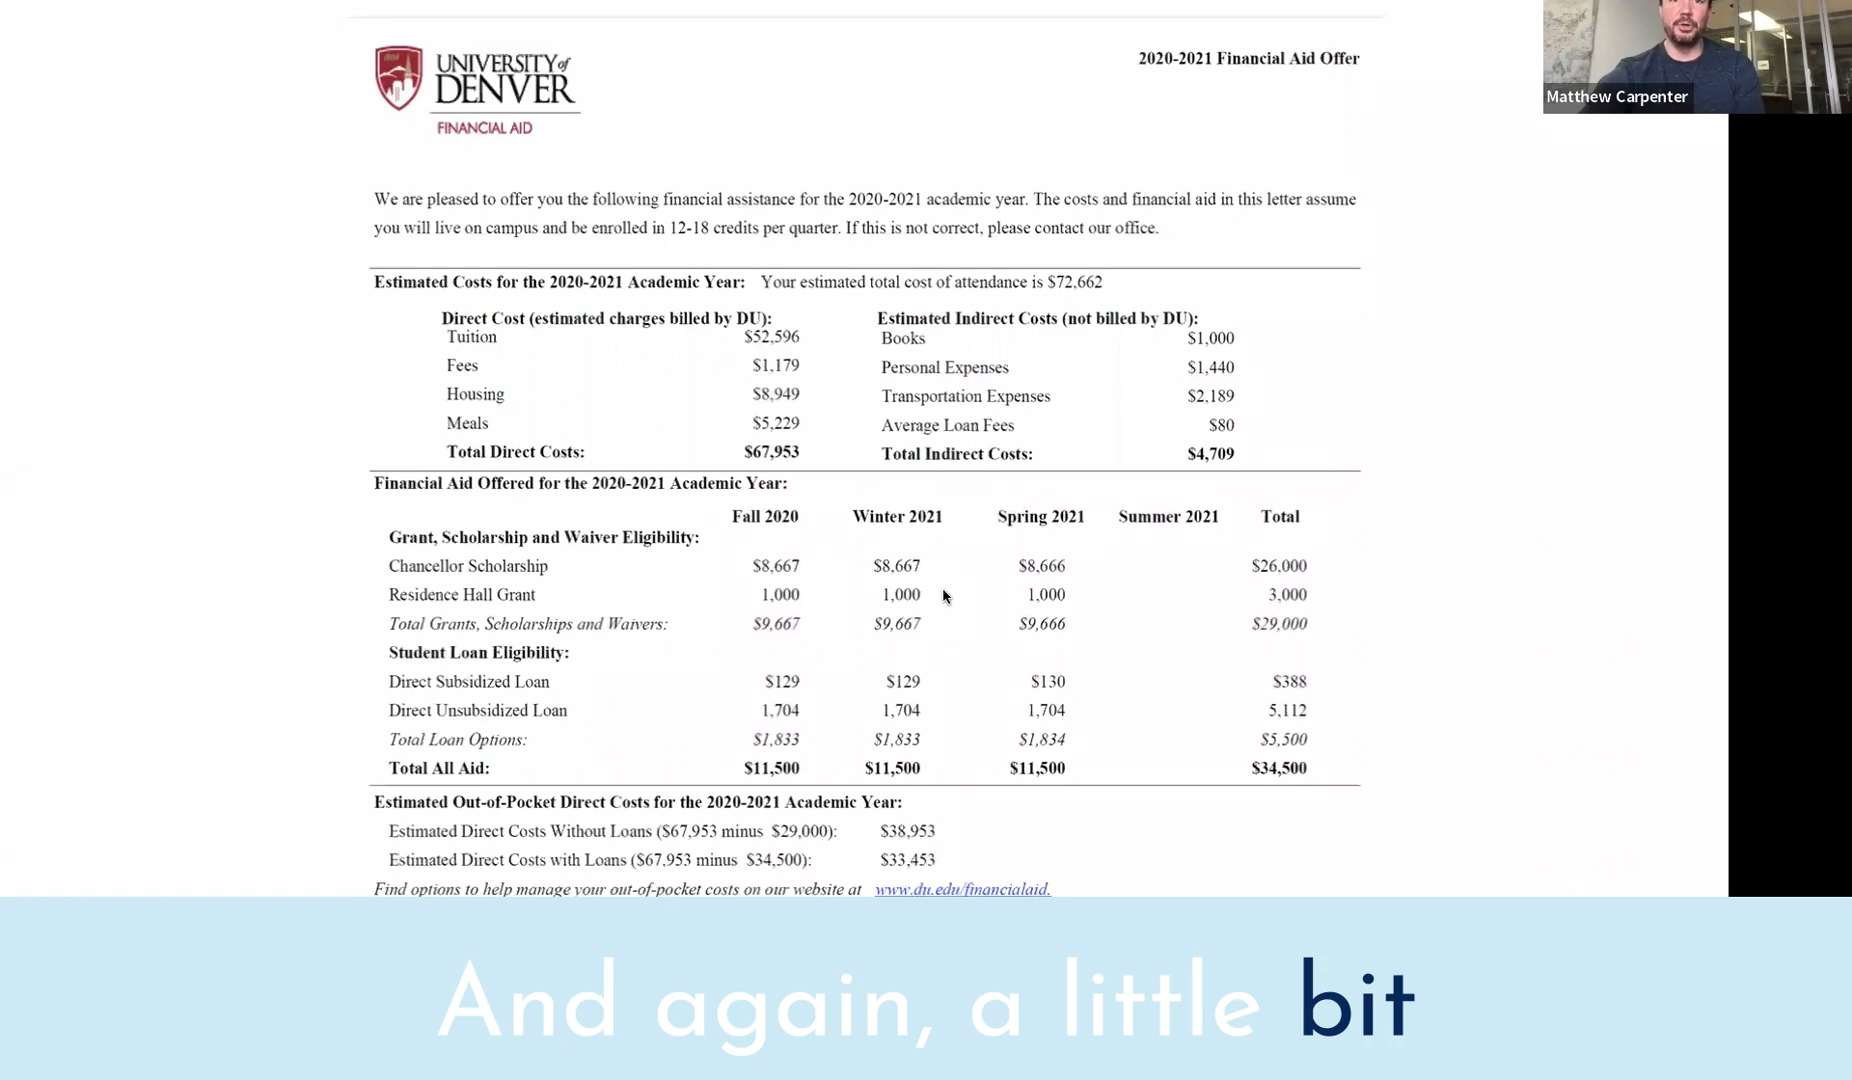 UNIVERSITY of
DENVER
FINANCIAL AID
2020-2021 Financial Aid Offer
Matthew Carpenter
We are pleased to offer you the following financial assistance for the 2020-2021 academic year. The costs and financial aid in this letter assume
you will live on campus and be enrolled in 12-18 credits per quarter. If this is not correct, please contact our office.
Estimated Costs for the 2020-2021 Academic Year: Your estimated total cost of attendance is $72,662
Direct Cost (estimated charges billed by DU): Estimated Indirect Costs (not billed by DU):
Tuition $52,596 Books $1,000
Fees $1,179 Personal Expenses $1,440
Housing $8,949 Transportation Expenses $2,189
Meals $5,229 Average Loan Fees $80
Total Direct Costs: $67,953 Total Indirect Costs: $4,709
Financial Aid Offered for the 2020-2021 Academic Year:
Fall 2020 Winter 2021 Spring 2021 Summer 2021 Total
Grant, Scholarship and Waiver Eligibility:
Chancellor Scholarship $8,667 $8,667 $8,666 $26,000
Residence Hall Grant 1,000 1,000 1,000 3,000
Total Grants, Scholarships and Waivers: $9,667 $9,667 $9,666 $29,000
Student Loan Eligibility:
Direct Subsidized Loan $129 $129 $130 $388
Direct Unsubsidized Loan 1,704 1,704 1,704 5,112
Total Loan Options: $1,833 $1,833 $1,834 $5,500
Total All Aid: $11,500 $11,500 $11,500 $34,500
Estimated Out-of-Pocket Direct Costs for the 2020-2021 Academic Year:
Estimated Direct Costs Without Loans ($67,953 minus $29,000): $38,953
Estimated Direct Costs with Loans ($67,953 minus $34,500): $33,453
Find options to help manage your out-of-pocket costs on our website at www.du.edu/financialaid.
And again, a little bit